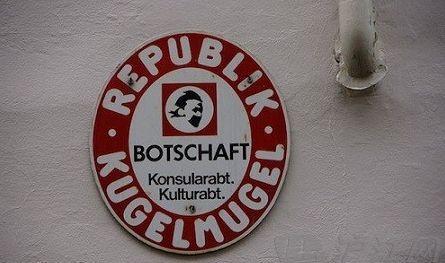 REPUBLIK
BOTSCHAFT
Konsularabt.
Kulturabt.
KUGELMUGEL